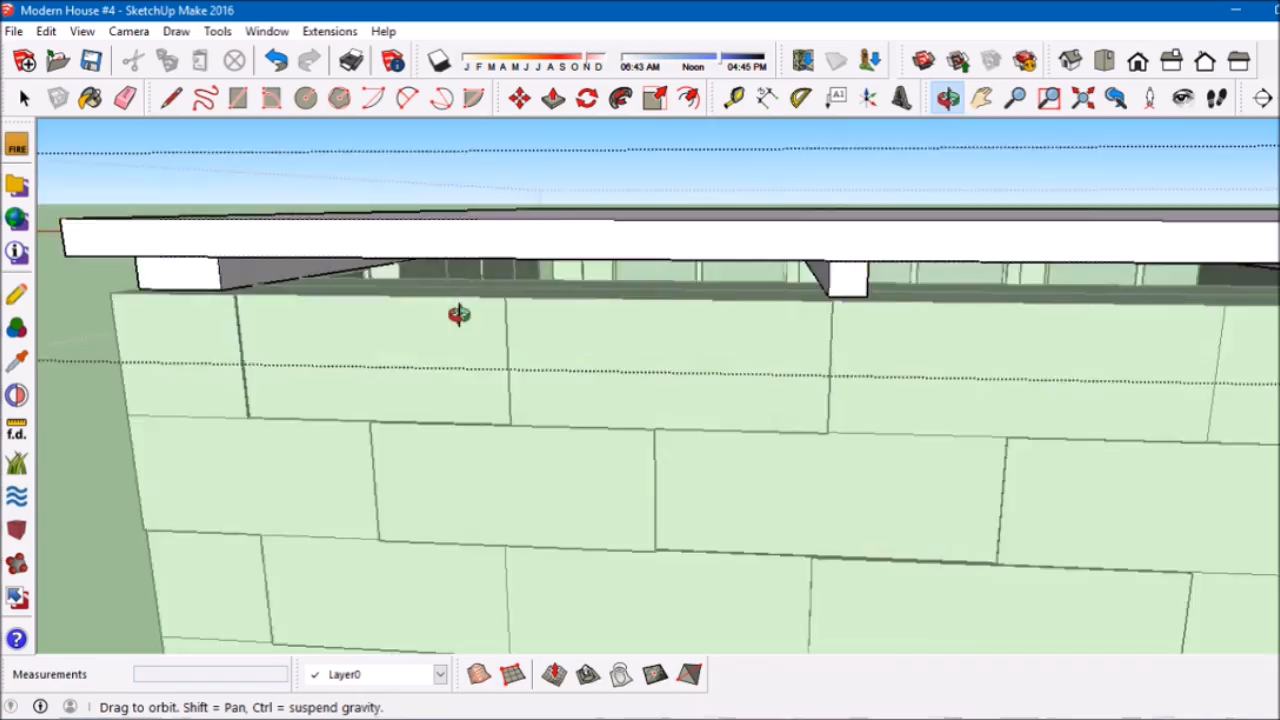 Modern House #4 - SketchUp Make 2016
File Edit View Camera Draw Tools Window Extensions Help
J F M A M J J A S O N D 06:43 AM Noon 04:45 PM
A1
FIRE
f.d.
Measurements
Layer0
Drag to orbit. Shift = Pan, Ctrl = suspend gravity.